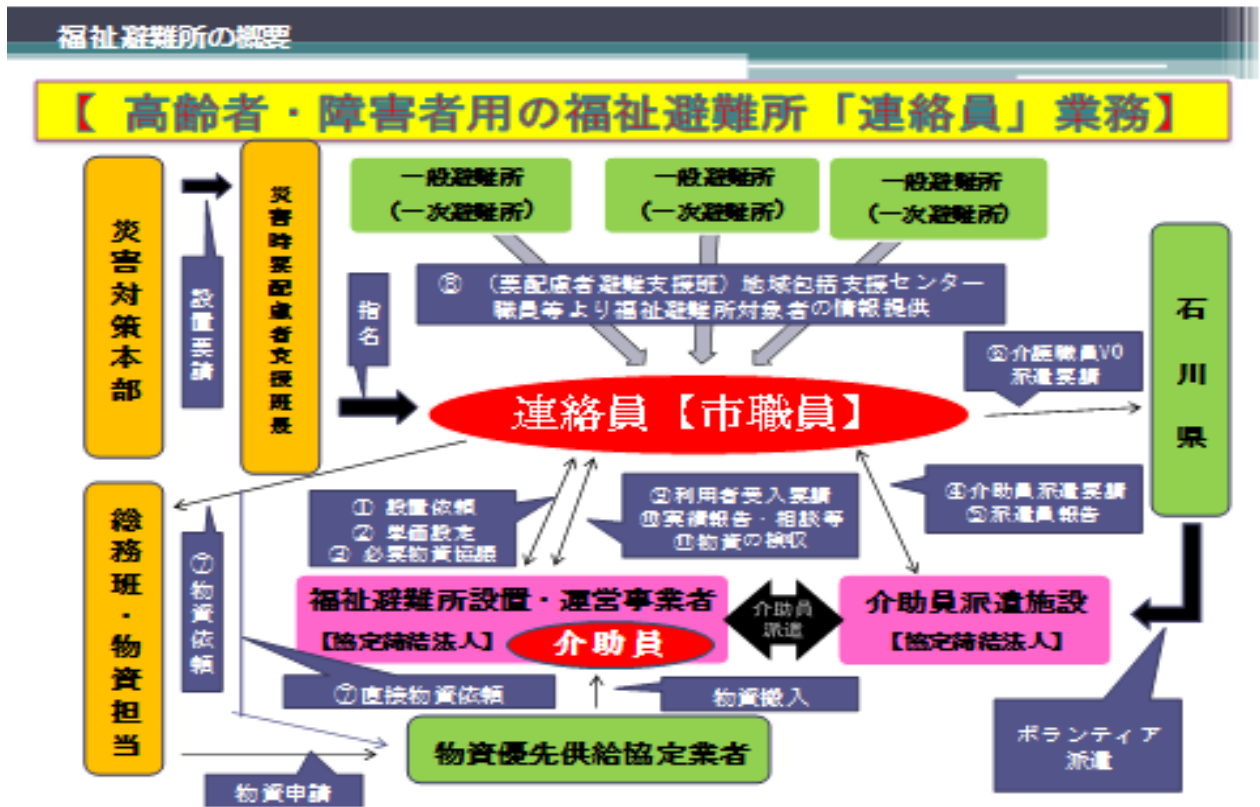 福祉避難所の概要
【 高齢者・障害者用の福祉避難所「連絡員」業務】
災害対策本部
設置要請
災害時要配慮者支援班長
一般避難所
(一次避難所)
一般避難所
(一次避難所)
一般避難所
(一次避難所)
指名
⑧ (要配慮者避難支援班)地域包括支援センター
職員等より福祉避難所対象者の情報提供
石川県
⑥介護職員VO
派遣要請
連絡員【市職員】
総務班・物資担当
⑦物資依頼
① 設置依頼
② 単価設定
③ 必要物資協議
⑨利用者受入要請
⑩実績報告・相談等
⑪物資の検収
④介助員派遣要請
⑤派遣員報告
福祉避難所設置・運営事業者
【協定締結法人】
介助員
介助員
派遣
介助員派遣施設
【協定締結法人】
⑦直接物資依頼
物資搬入
物資優先供給協定業者
物資申請
ボランティア
派遣